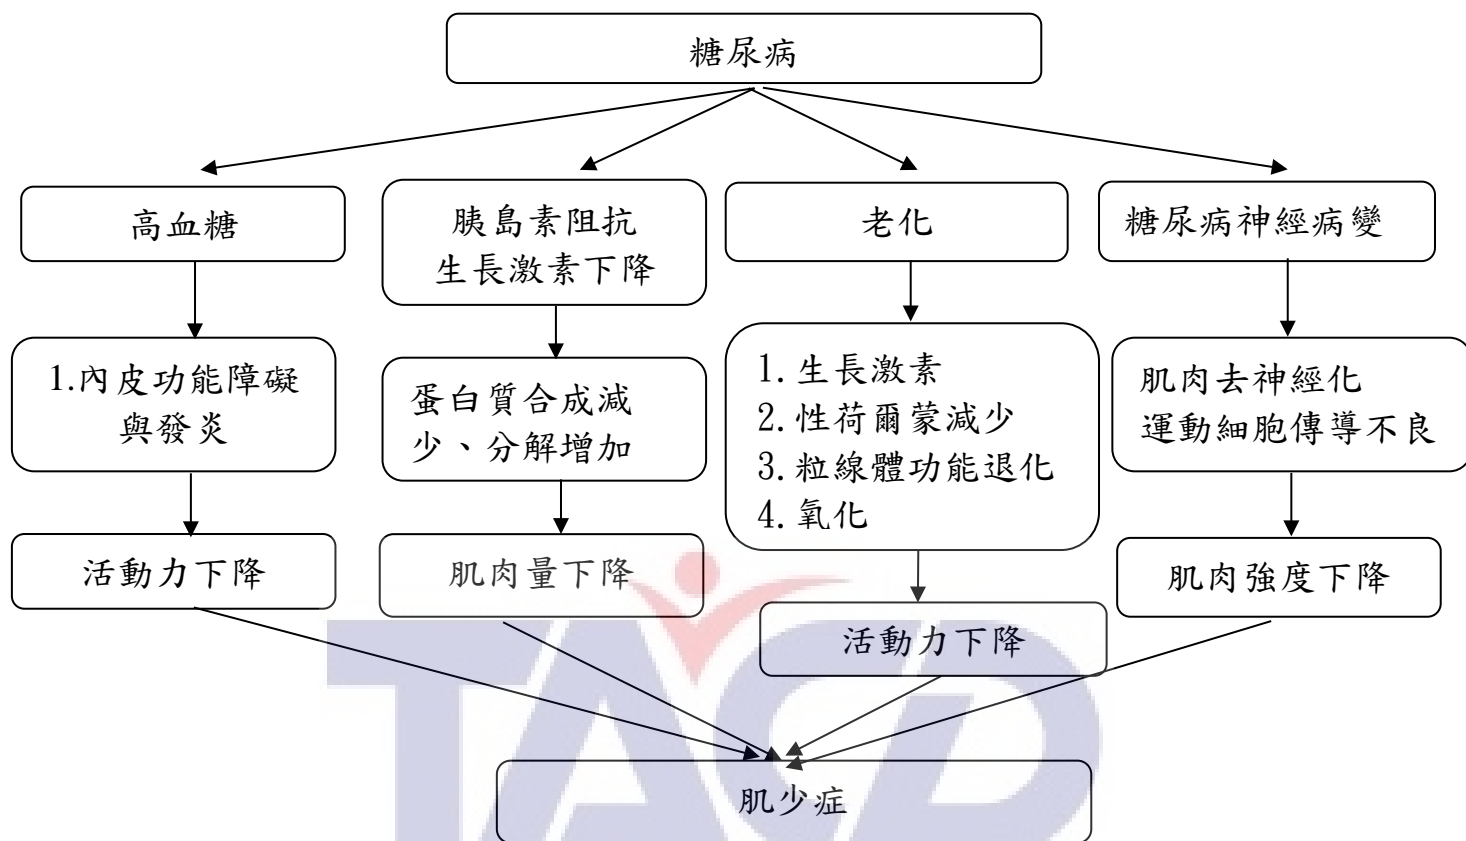 糖尿病
高血糖
胰島素阻抗
生長激素下降
老化
糖尿病神經病變
1.內皮功能障礙
與發炎
蛋白質合成減
少、分解增加
1.生長激素
2.性荷爾蒙減少
3.粒線體功能退化
4.氧化
肌肉去神經化
運動細胞傳導不良
活動力下降
肌肉量下降
活動力下降
肌肉強度下降
肌少症
TACD